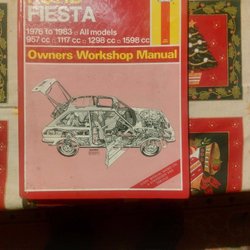 FIESTA
1976 to 1983 □ All models
957 cc □ 1117 cc □ 1298 cc □ 1598 cc
Owners Workshop Manual